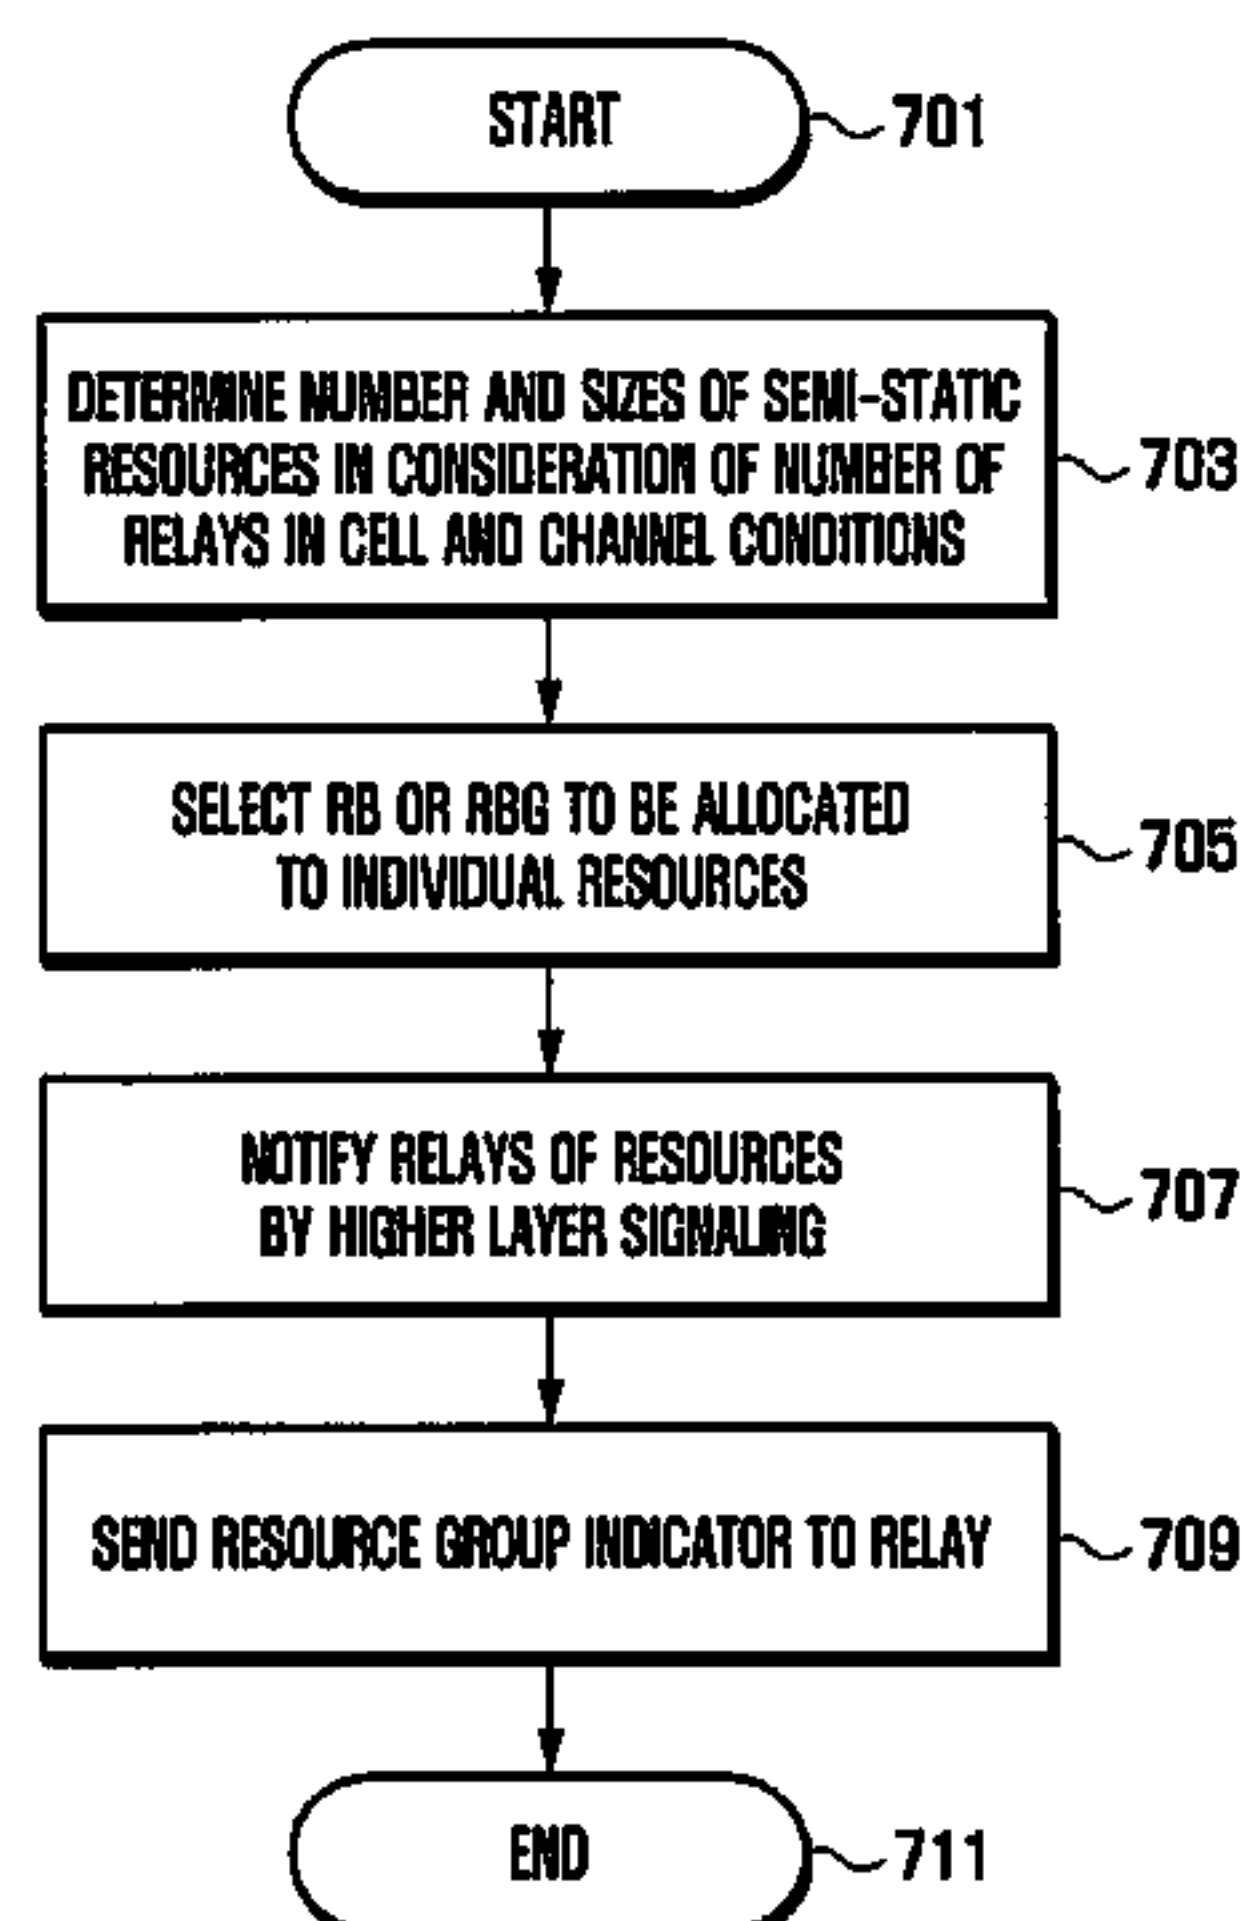 START
701
DETERMINE NUMBER AND SIZES OF SEMI-STATIC
RESOURCES IN CONSIDERATION OF NUMBER OF
RELAYS IN CELL AND CHANNEL CONDITIONS
703
SELECT RB OR RBG TO BE ALLOCATED
TO INDIVIDUAL RESOURCES
705
NOTIFY RELAYS OF RESOURCES
BY HIGHER LAYER SIGNALING
707
SEND RESOURCE GROUP INDICATOR TO RELAY
709
END
711